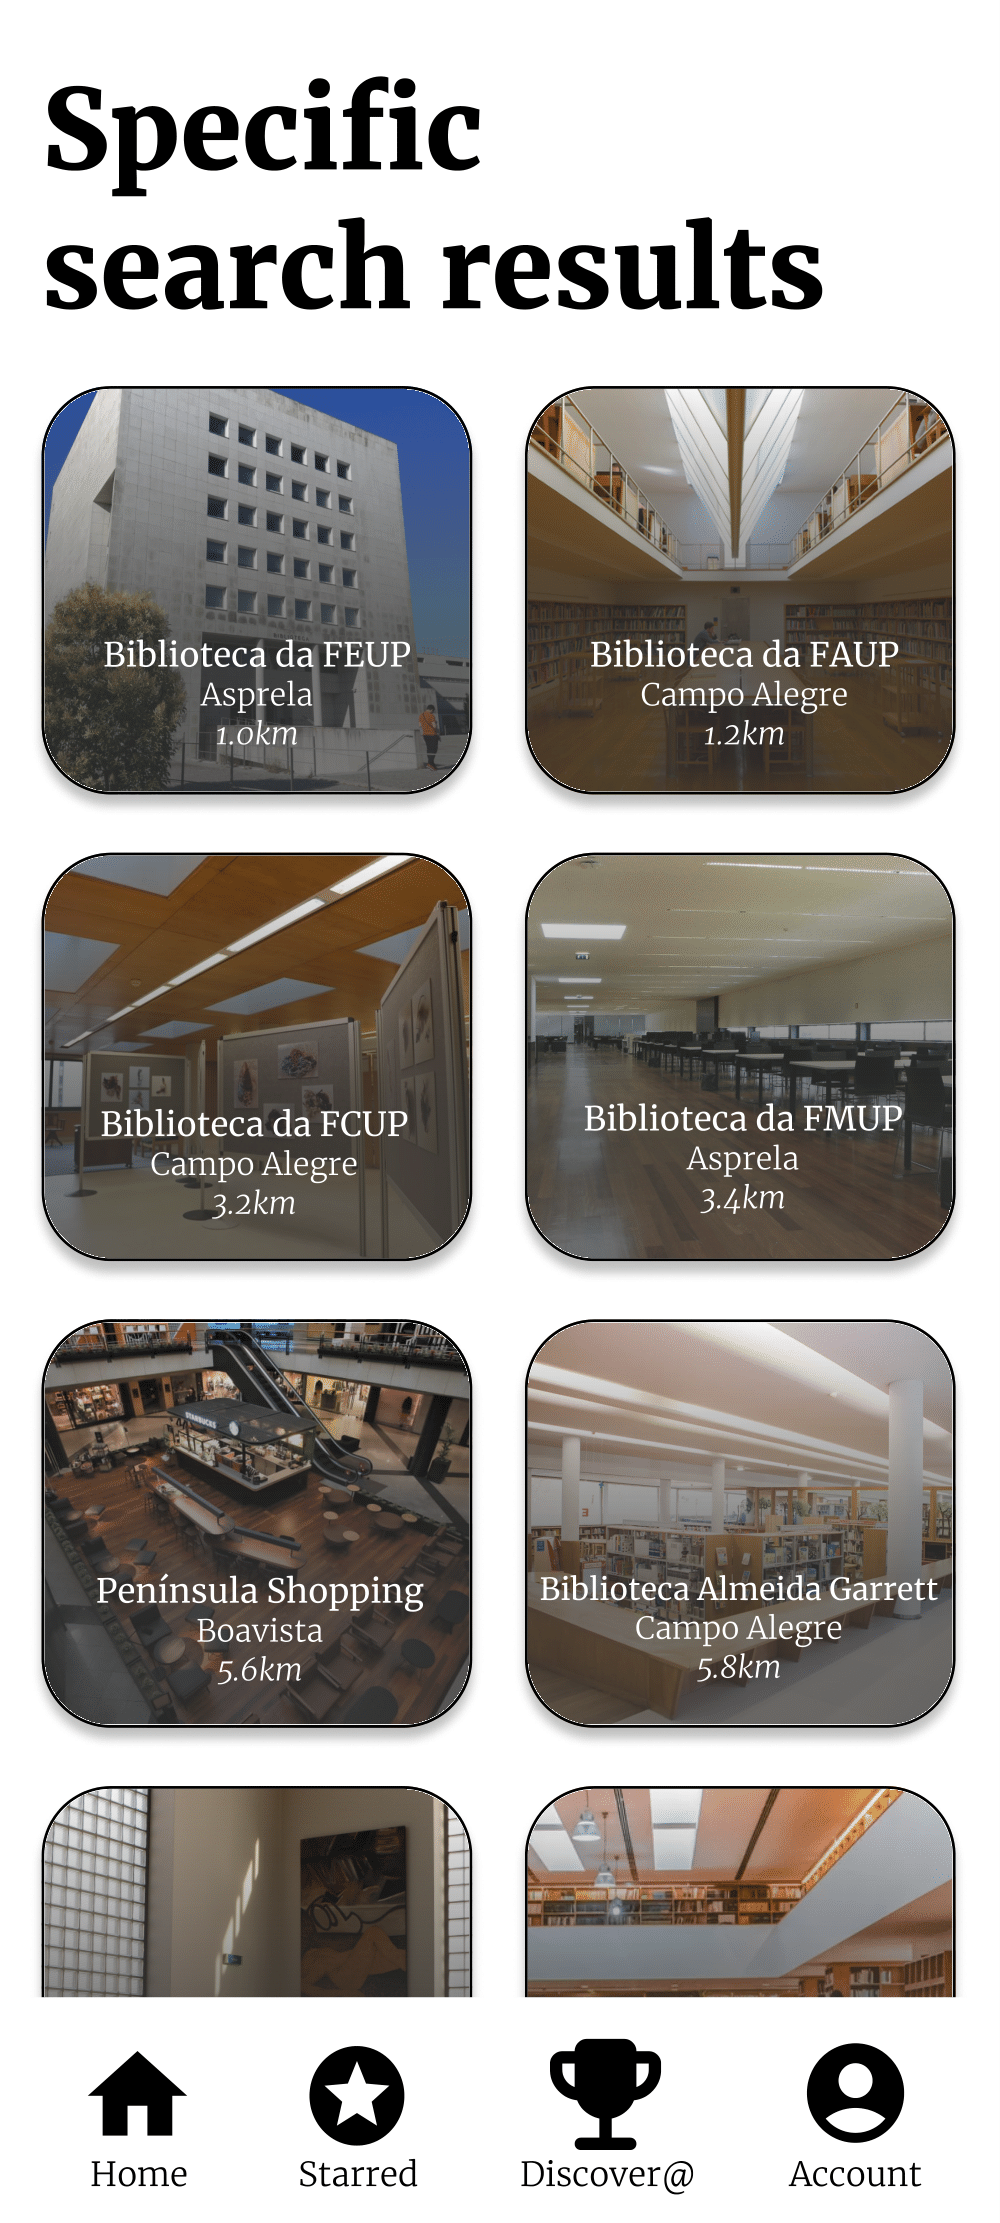 Specific
search results
Biblioteca da FEUP
Asprela
1.0km
Biblioteca da FAUP
Campo Alegre
1.2km
Biblioteca da FCUP
Campo Alegre
3.2km
Biblioteca da FMUP
Asprela
3.4km
STARBUCKS
Península Shopping
Boavista
5.6km
Biblioteca Almeida Garrett
Campo Alegre
5.8km
Home
Starred
Discover@
Account